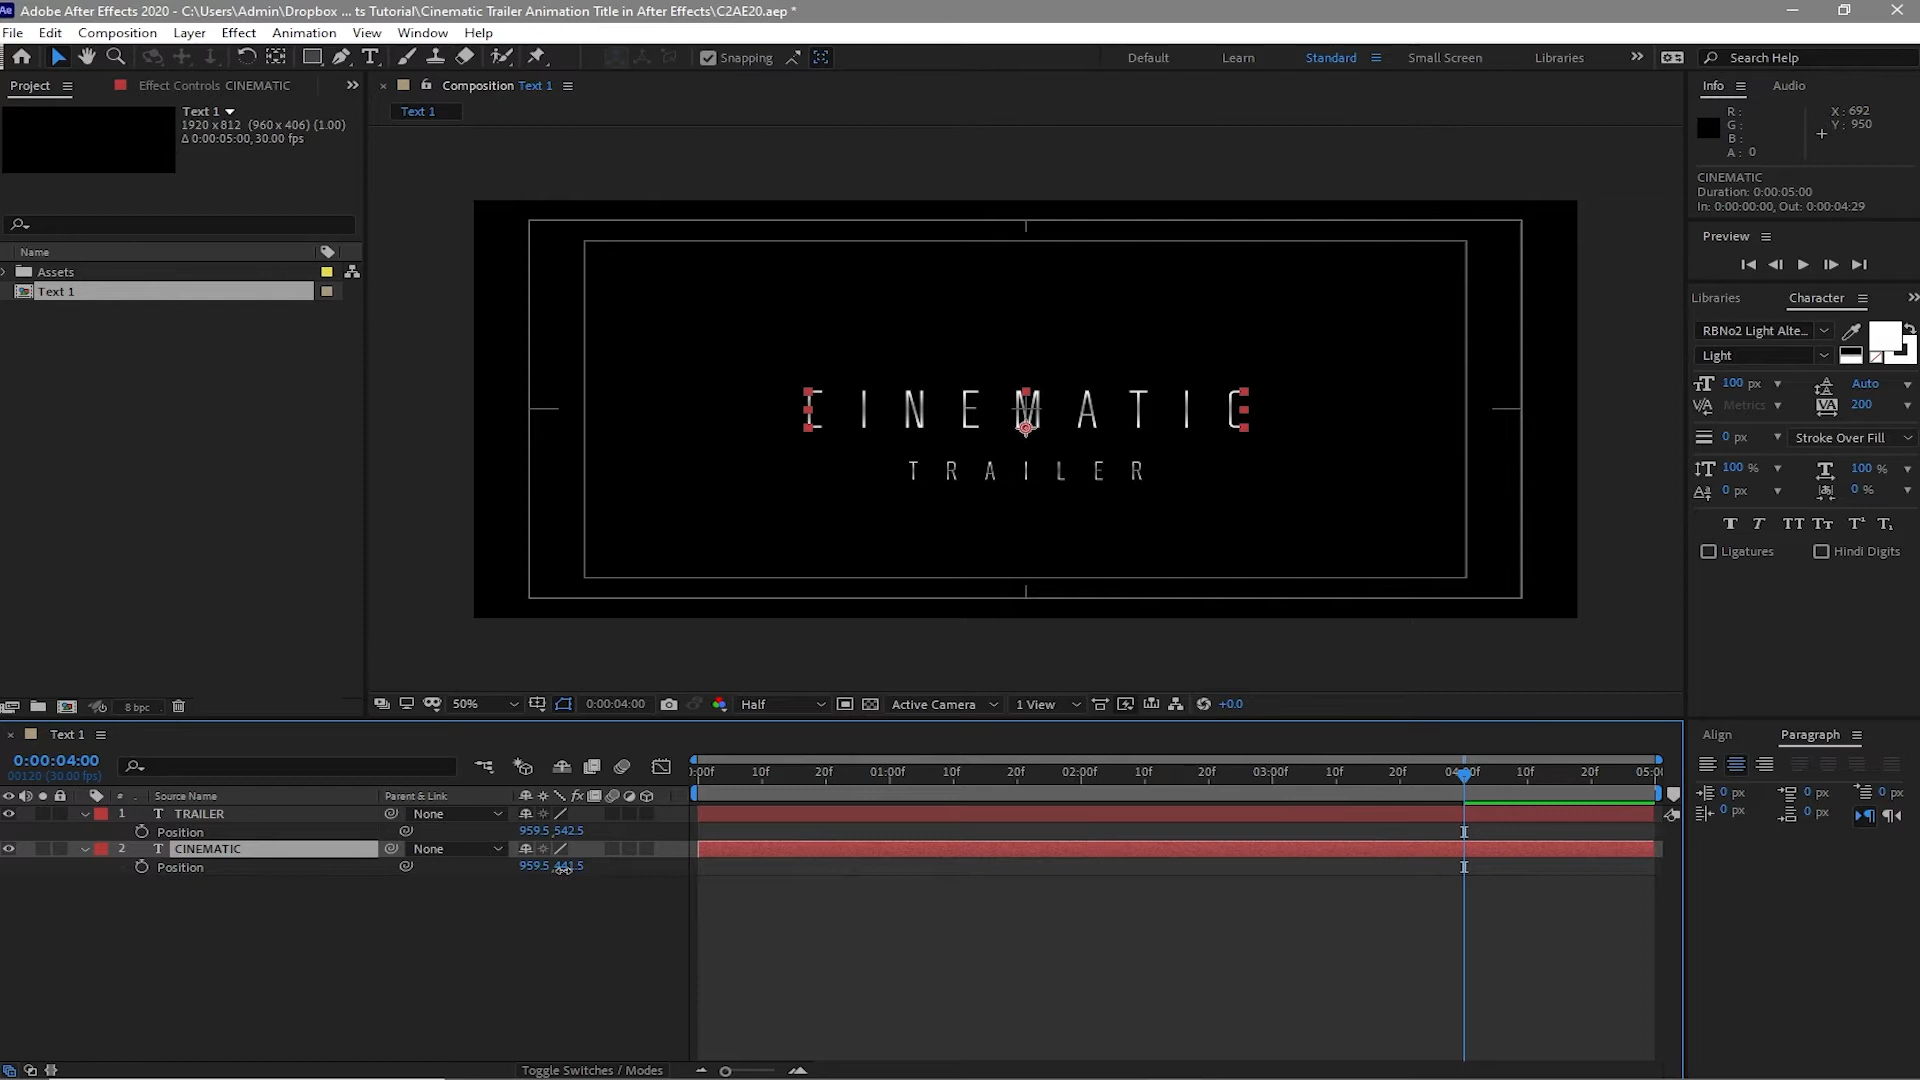 Ae Adobe After Effects 2020 - C:\Users\Admin\Dropbox ... ts Tutorial\Cinematic Trailer Animation Title in After Effects\C2AE20.aep *
File Edit Composition Layer Effect Animation View Window Help
T Snapping Default Learn Standard Small Screen Libraries Search Help
Project Effect Controls CINEMATIC Composition Text 1 Info Audio
Text 1
1920 x 812 (960 x 406) (1.00)
Δ 0:00:05:00, 30.00 fps
Text 1
R : X : 692
G : Y : 950
B :
A : 0
CINEMATIC
Duration: 0:00:05:00
In: 0:00:00:00, Out: 0:00:04:29
Preview
Name
Assets
Text 1
Libraries Character
RBNo2 Light Alte...
Light
100 px Auto
Metrics 200
0 px Stroke Over Fill
100 % 100 %
0 px 0 %
T T TT Tt T¹ T₁
Ligatures Hindi Digits
CINEMATIC
TRAILER
8 bpc 50% 0:00:04:00 Half Active Camera 1 View +0.0
Text 1 Align Paragraph
0:00:04:00
00120 (30.00 fps)
):00f 10f 20f 01:00f 10f 20f 02:00f 10f 20f 03:00f 10f 20f 04:00f 10f 20f 05:00
# Source Name Parent & Link fx
1 T TRAILER None
Position 959.5, 542.5
2 T CINEMATIC None
Position 959.5, 441.5
0 px 0 px 0 px
0 px 0 px
Toggle Switches / Modes